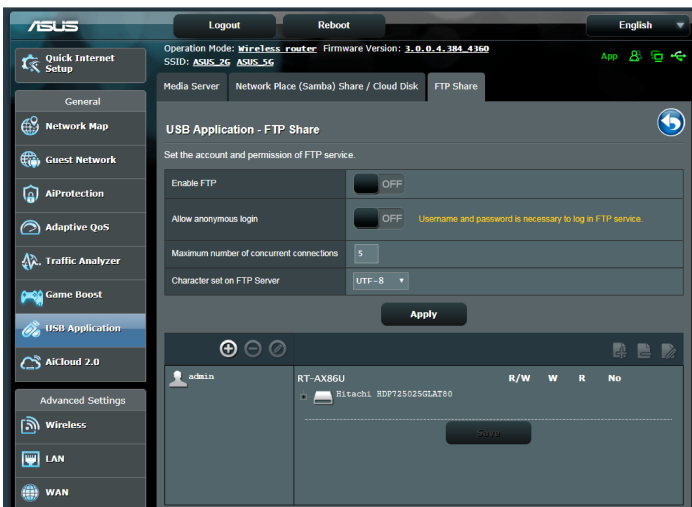 ASUS
Logout
Reboot
English
Operation Mode: Wireless router Firmware Version: 3.0.0.4.384_4360
SSID: ASUS_2G ASUS_5G
App
Quick Internet
Setup
General
Network Map
Guest Network
AiProtection
Adaptive QoS
Traffic Analyzer
Game Boost
USB Application
AiCloud 2.0
Advanced Settings
Wireless
LAN
WAN
Media Server
Network Place (Samba) Share / Cloud Disk
FTP Share
USB Application - FTP Share
Set the account and permission of FTP service.
Enable FTP
OFF
Allow anonymous login
OFF
Username and password is necessary to log in FTP service.
Maximum number of concurrent connections
5
Character set on FTP Server
UTF-8
Apply
admin
RT-AX86U
R/W W R No
Hitachi HDP725025GLAT80
Save